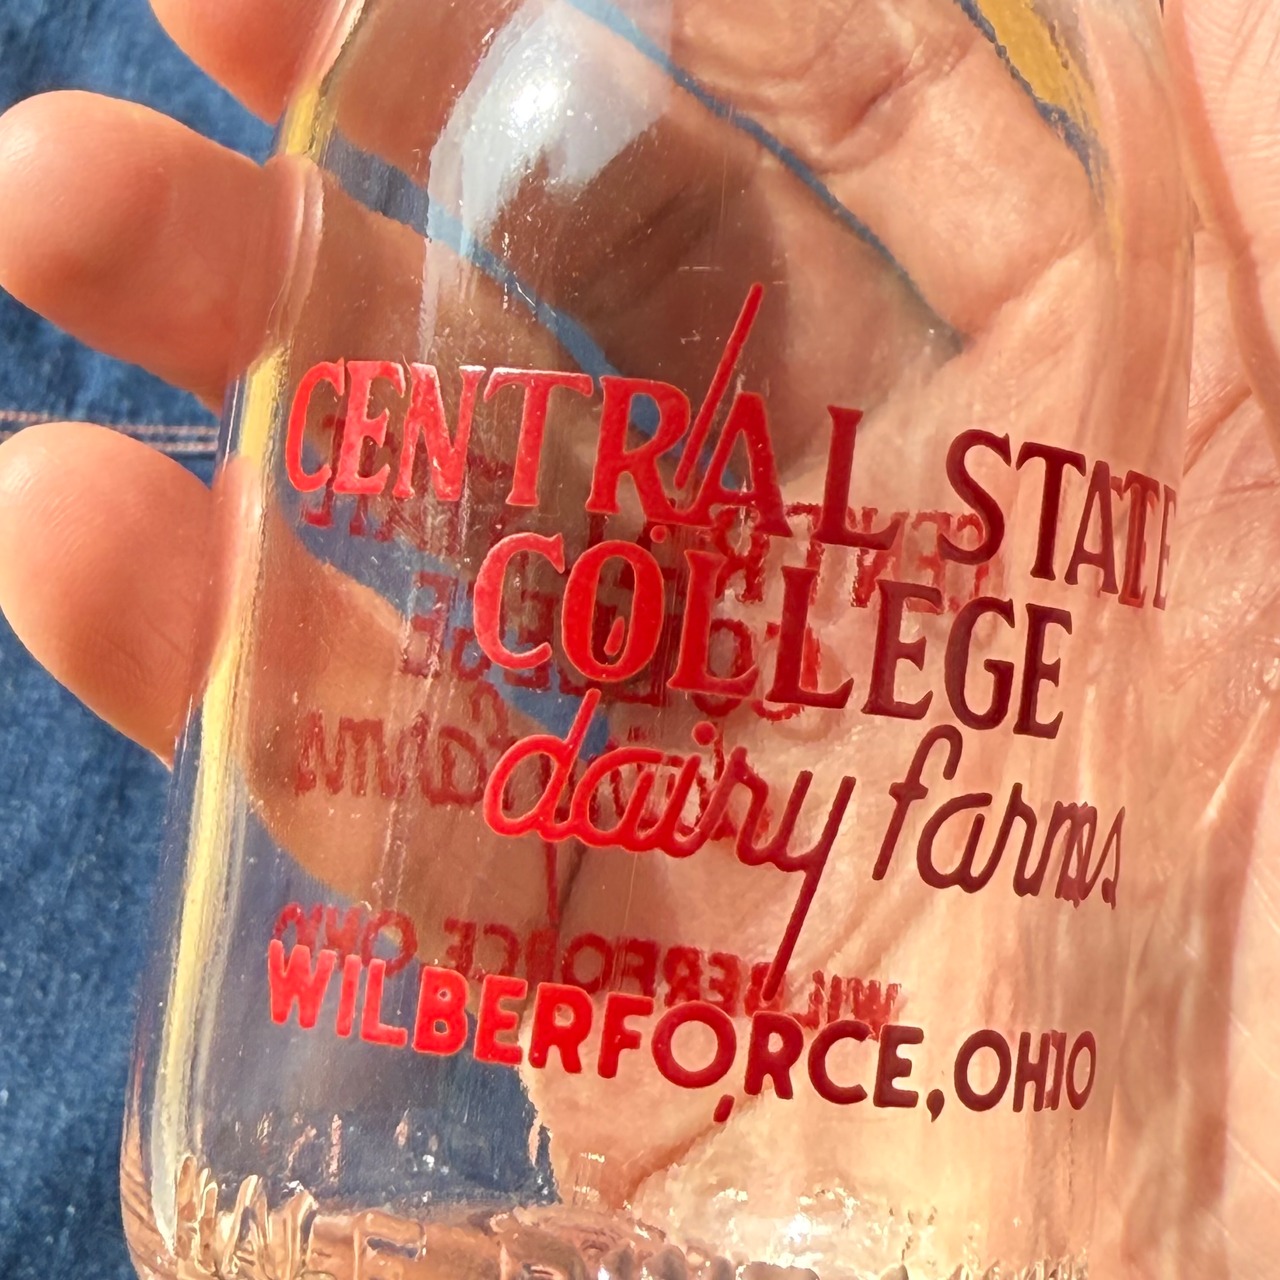 CENTRAL STATE
COLLEGE
dairy farms
WILBERFORCE, OHIO